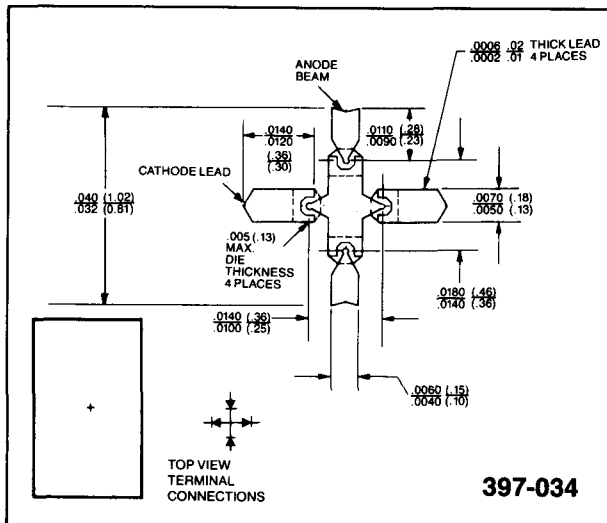 .0006 .02 THICK LEAD
.0002 .01 4 PLACES
ANODE
BEAM
.0140
.0120
(.36)
(.30)
.0110 (.28)
.0090 (.23)
CATHODE LEAD
.040 (1.02)
.032 (0.81)
.0070 (.18)
.0050 (.13)
.005 (.13)
MAX.
DIE
THICKNESS
4 PLACES
.0180 (.46)
.0140 (.36)
.0140 (.36)
.0100 (.25)
.0060 (.15)
.0040 (.10)
TOP VIEW
TERMINAL
CONNECTIONS
397-034